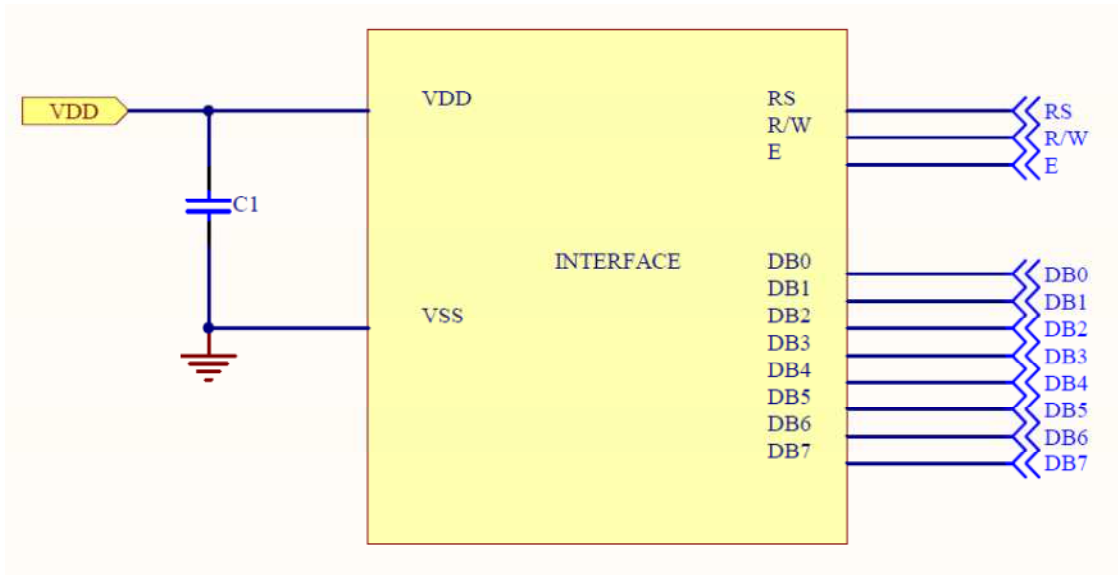 VDD
VDD
RS
RS
R/W
R/W
E
E
C1
INTERFACE
DB0
DB0
DB1
DB1
VSS
DB2
DB2
DB3
DB3
DB4
DB4
DB5
DB5
DB6
DB6
DB7
DB7